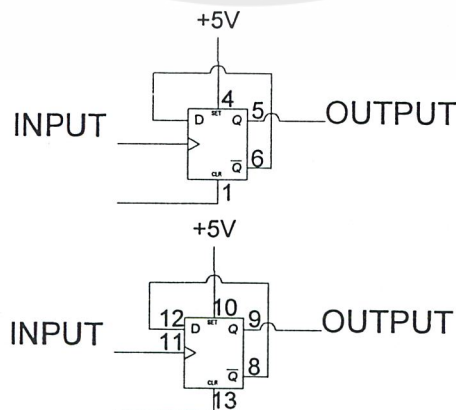 +5V
4
D SET Q 5 OUTPUT
INPUT
Q 6
CLR
1
+5V
10
12 D SET Q 9 OUTPUT
INPUT 11
Q 8
CLR
13